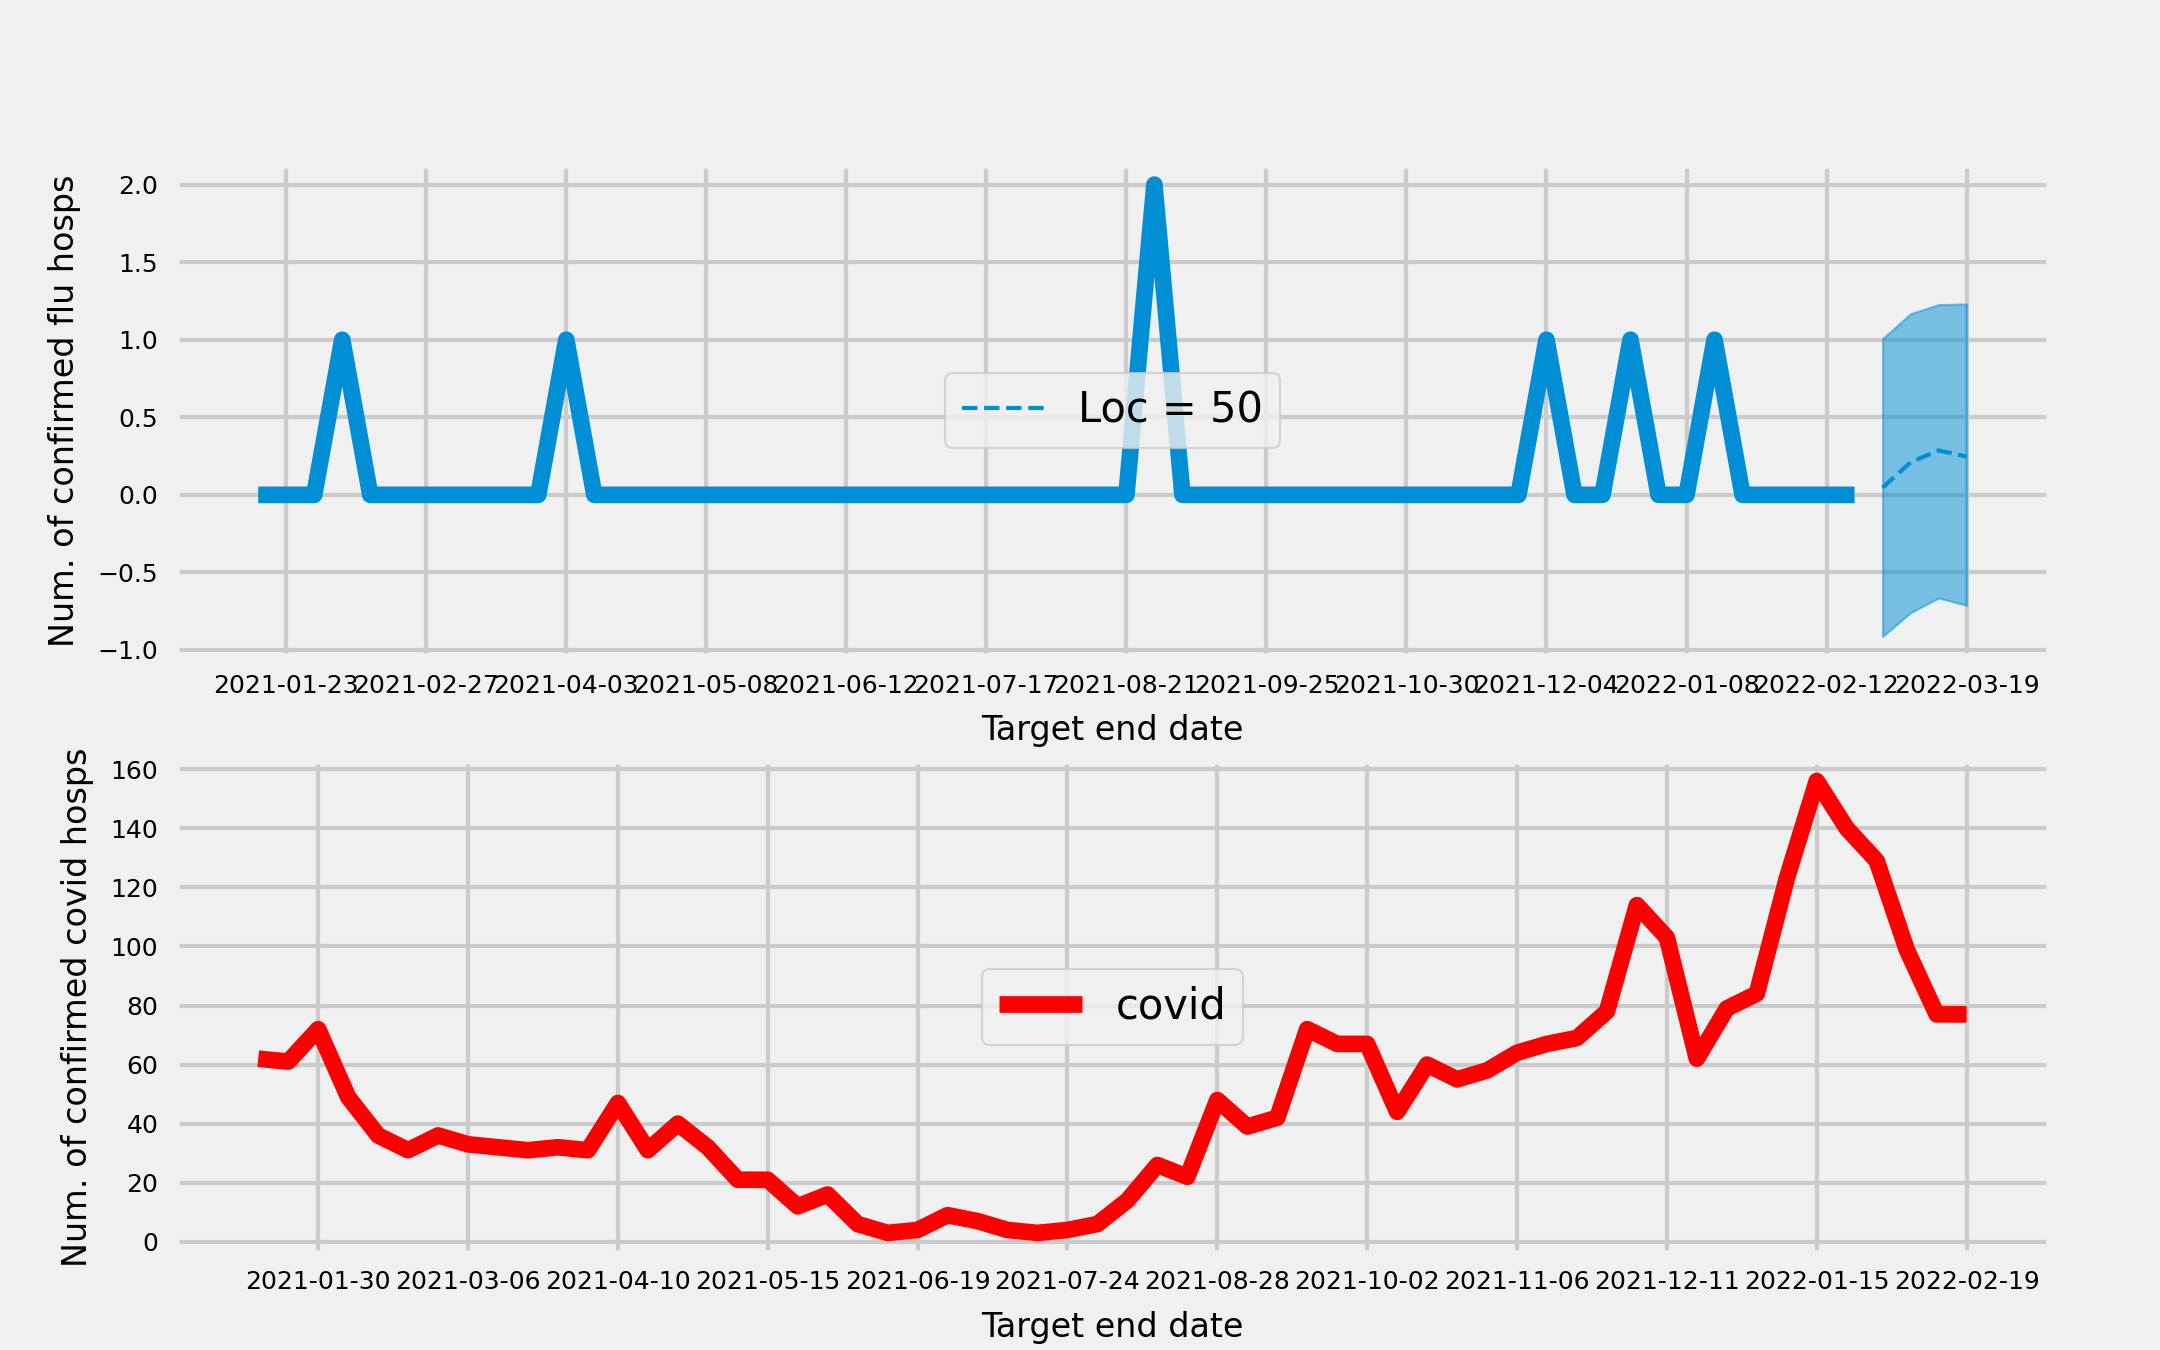 Num. of confirmed flu hosps
2.0
1.5
1.0
0.5
0.0
−0.5
−1.0
Loc = 50
2021-01-23 2021-02-27 2021-04-03 2021-05-08 2021-06-12 2021-07-17 2021-08-21 2021-09-25 2021-10-30 2021-12-04 2022-01-08 2022-02-12 2022-03-19
Target end date
Num. of confirmed covid hosps
160
140
120
100
80
60
40
20
0
covid
2021-01-30 2021-03-06 2021-04-10 2021-05-15 2021-06-19 2021-07-24 2021-08-28 2021-10-02 2021-11-06 2021-12-11 2022-01-15 2022-02-19
Target end date